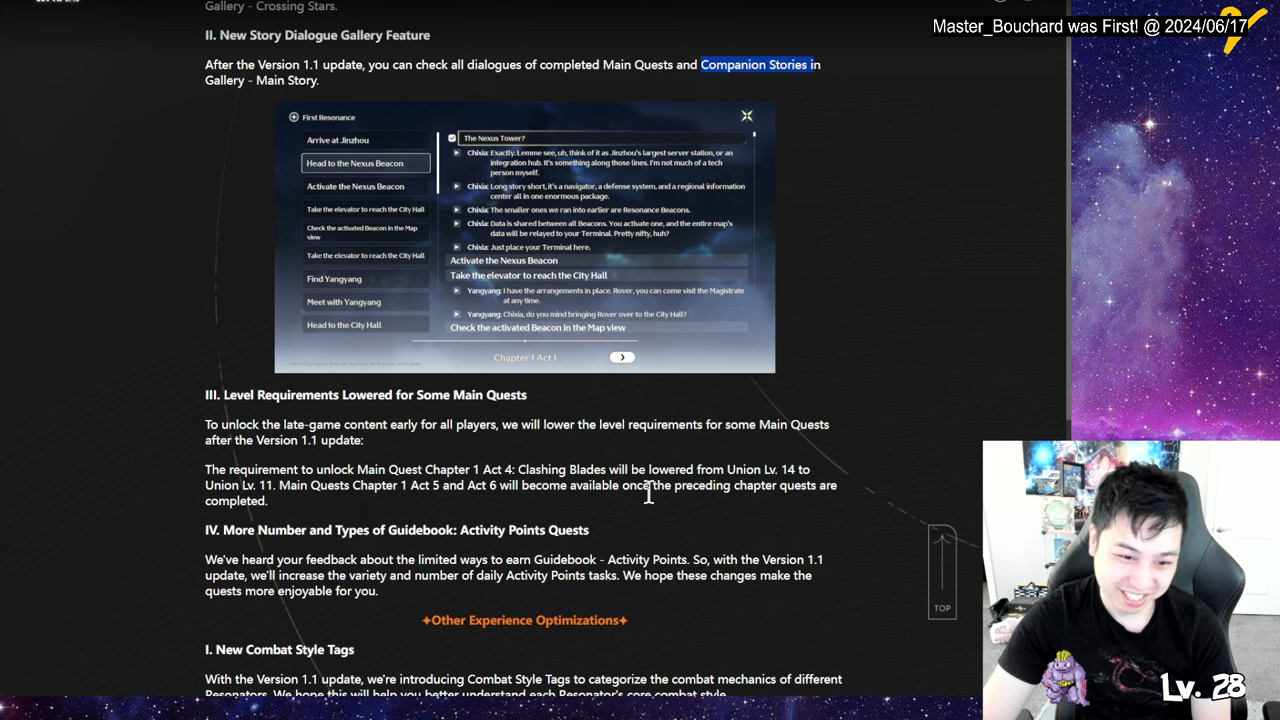 Gallery - Crossing Stars.
Master_Bouchard was First! @ 2024/06/17
II. New Story Dialogue Gallery Feature
After the Version 1.1 update, you can check all dialogues of completed Main Quests and Companion Stories in
Gallery - Main Story.
First Resonance
Arrive at Jinzhou
Head to the Nexus Beacon
Activate the Nexus Beacon
Take the elevator to reach the City Hall
Check the activated Beacon in the Map
view
Take the elevator to reach the City Hall
Find Yangyang
Meet with Yangyang
Head to the City Hall
The Nexus Tower?
Chixia: Exactly. Lemme see, uh, think of it as Jinzhou's largest server station, or an
integration hub. It's something along those lines. I'm not much of a tech
person myself.
Chixia: Long story short, it's a navigator, a defense system, and a regional information
center all in one enormous package.
Chixia: The smaller ones we ran into earlier are Resonance Beacons.
Chixia: Data is shared between all Beacons. You activate one, and the entire map's
data will be relayed to your Terminal. Pretty nifty, huh?
Chixia: Just place your Terminal here.
Activate the Nexus Beacon
Take the elevator to reach the City Hall
Yangyang: I have the arrangements in place. Rover, you can come visit the Magistrate
at any time.
Yangyang: Chixia, do you mind bringing Rover over to the City Hall?
Check the activated Beacon in the Map view
Chapter I Act I
III. Level Requirements Lowered for Some Main Quests
To unlock the late-game content early for all players, we will lower the level requirements for some Main Quests
after the Version 1.1 update:
The requirement to unlock Main Quest Chapter 1 Act 4: Clashing Blades will be lowered from Union Lv. 14 to
Union Lv. 11. Main Quests Chapter 1 Act 5 and Act 6 will become available once the preceding chapter quests are
completed.
IV. More Number and Types of Guidebook: Activity Points Quests
We've heard your feedback about the limited ways to earn Guidebook - Activity Points. So, with the Version 1.1
update, we'll increase the variety and number of daily Activity Points tasks. We hope these changes make the
quests more enjoyable for you.
TOP
✦Other Experience Optimizations✦
I. New Combat Style Tags
With the Version 1.1 update, we're introducing Combat Style Tags to categorize the combat mechanics of different
Resonators. We hope this will help you better understand each Resonator's core combat style.
Lv. 28